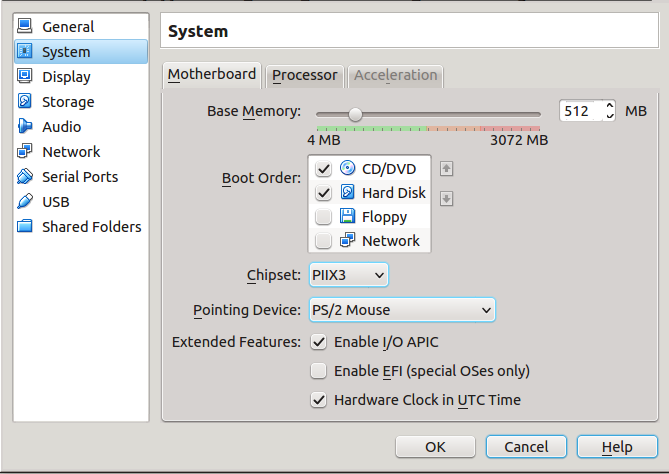 General
System
Display
Storage
Audio
Network
Serial Ports
USB
Shared Folders
System
Motherboard Processor Acceleration
Base Memory: 512 MB
4 MB 3072 MB
Boot Order:
CD/DVD
Hard Disk
Floppy
Network
Chipset: PIIX3
Pointing Device: PS/2 Mouse
Extended Features: Enable I/O APIC
Enable EFI (special OSes only)
Hardware Clock in UTC Time
OK Cancel Help